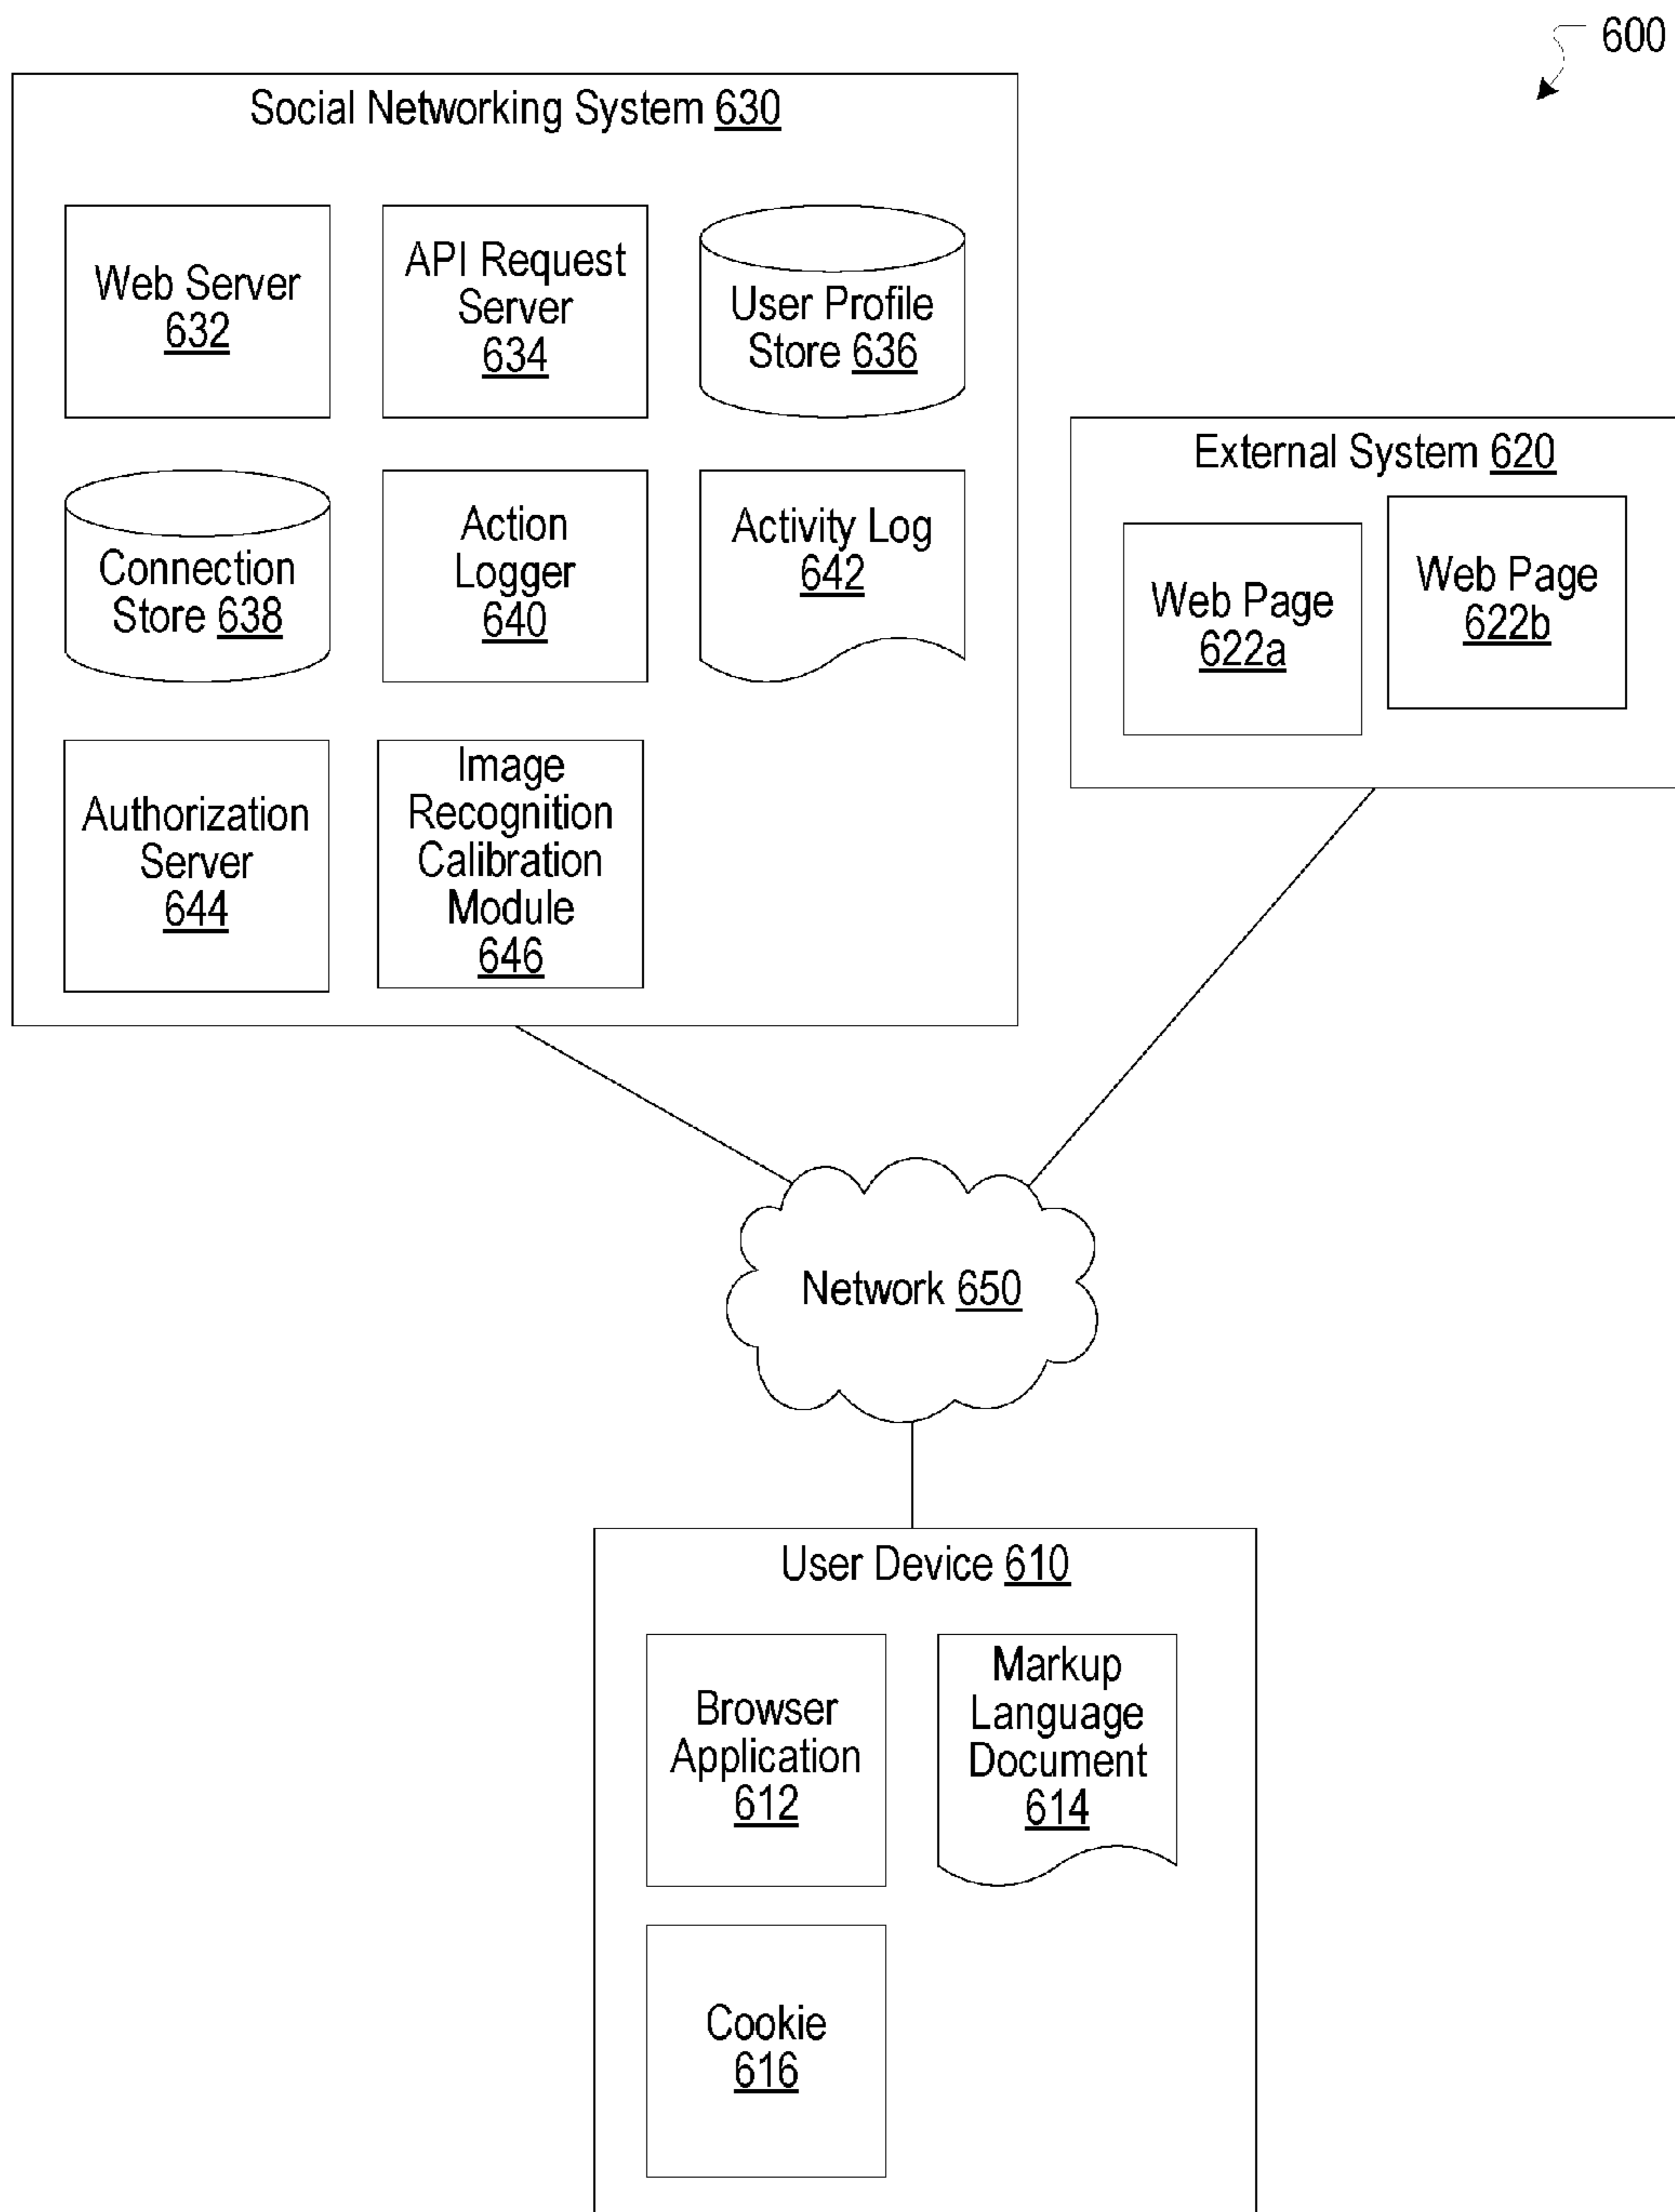 600
Social Networking System 630
Web Server
632
API Request
Server
634
User Profile
Store 636
Connection
Store 638
Action
Logger
640
Activity Log
642
Authorization
Server
644
Image
Recognition
Calibration
Module
646
External System 620
Web Page
622a
Web Page
622b
Network 650
User Device 610
Browser
Application
612
Markup
Language
Document
614
Cookie
616